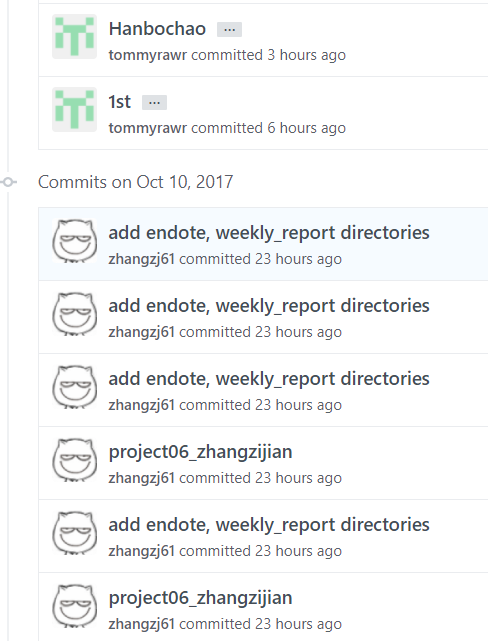 Hanbochao ...
tommyrawr committed 3 hours ago
1st ...
tommyrawr committed 6 hours ago
Commits on Oct 10, 2017
add endote, weekly_report directories
zhangzj61 committed 23 hours ago
add endote, weekly_report directories
zhangzj61 committed 23 hours ago
add endote, weekly_report directories
zhangzj61 committed 23 hours ago
project06_zhangzijian
zhangzj61 committed 23 hours ago
add endote, weekly_report directories
zhangzj61 committed 23 hours ago
project06_zhangzijian
zhangzj61 committed 23 hours ago